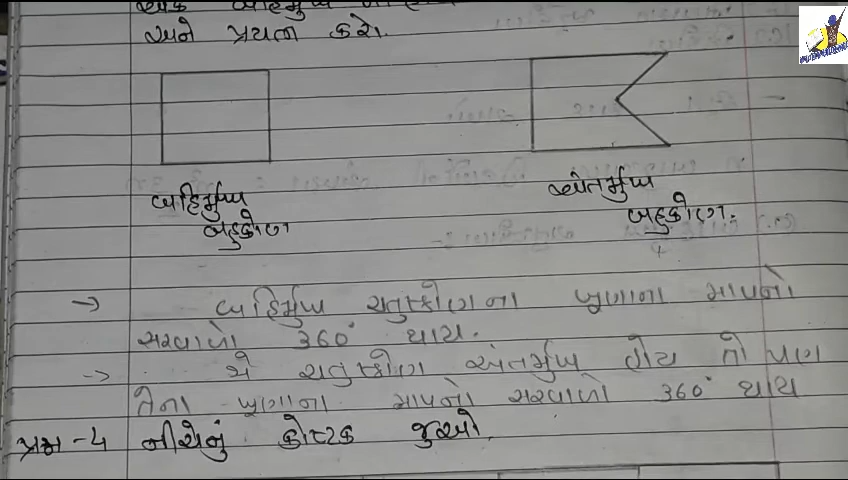 અને પ્રયત્ન કરો.
બહિર્મુખ
બહુકોણ
અંતર્મુખ
બહુકોણ.
→ બહિર્મુખ ચતુષ્કોણના ખુણાના માપનો
સરવાળો 360° થાય.
→ જો ચતુષ્કોણ અંતર્મુખ હોય તો પણ
તેના ખુણાના માપનો સરવાળો 360° થાય
પ્રશ્ન-4 નીચેનું કોષ્ટક જુઓ.